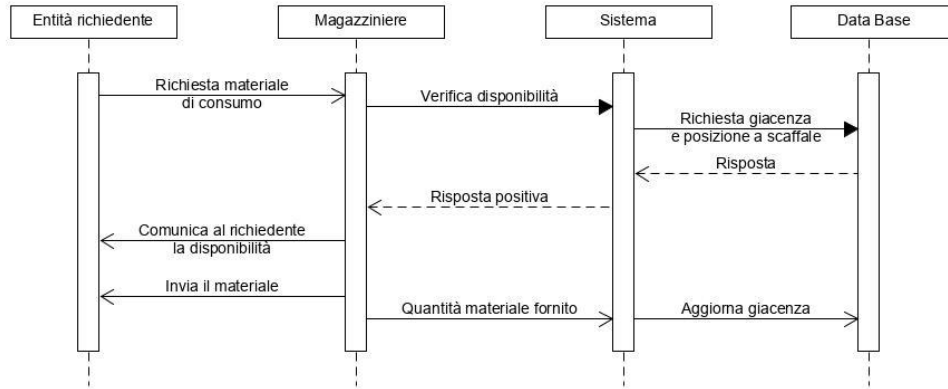 Entità richiedente
Magazziniere
Sistema
Data Base
Richiesta materiale
di consumo
Verifica disponibilità
Richiesta giacenza
e posizione a scaffale
Risposta
Risposta positiva
Comunica al richiedente
la disponibilità
Invia il materiale
Quantità materiale fornito
Aggiorna giacenza